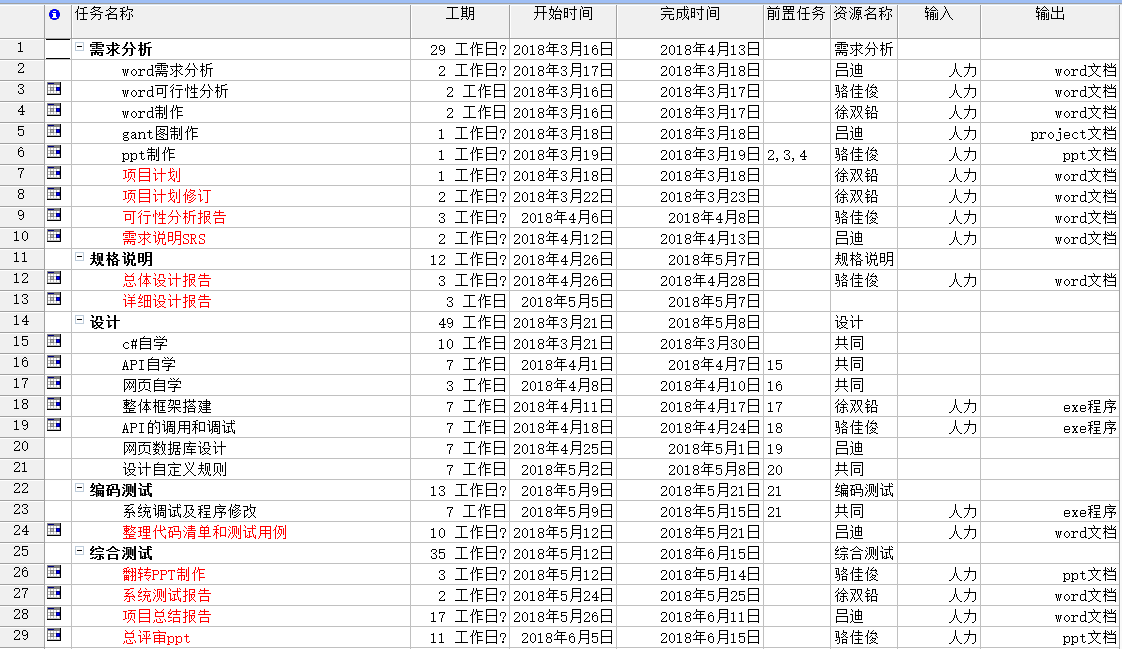 任务名称 工期 开始时间 完成时间 前置任务 资源名称 输入 输出
1 需求分析 29 工作日? 2018年3月16日 2018年4月13日 需求分析
2 word需求分析 2 工作日? 2018年3月17日 2018年3月18日 吕迪 人力 word文档
3 word可行性分析 2 工作日? 2018年3月16日 2018年3月17日 骆佳俊 人力 word文档
4 word制作 2 工作日 2018年3月16日 2018年3月17日 徐双铅 人力 word文档
5 gant图制作 1 工作日? 2018年3月18日 2018年3月18日 吕迪 人力 project文档
6 ppt制作 1 工作日? 2018年3月19日 2018年3月19日 2,3,4 骆佳俊 人力 ppt文档
7 项目计划 1 工作日? 2018年3月18日 2018年3月18日 徐双铅 人力 word文档
8 项目计划修订 2 工作日? 2018年3月22日 2018年3月23日 徐双铅 人力 word文档
9 可行性分析报告 3 工作日? 2018年4月6日 2018年4月8日 骆佳俊 人力 word文档
10 需求说明SRS 2 工作日? 2018年4月12日 2018年4月13日 吕迪 人力 word文档
11 规格说明 12 工作日? 2018年4月26日 2018年5月7日 规格说明
12 总体设计报告 3 工作日? 2018年4月26日 2018年4月28日 骆佳俊 人力 word文档
13 详细设计报告 3 工作日 2018年5月5日 2018年5月7日
14 设计 49 工作日 2018年3月21日 2018年5月8日 设计
15 c#自学 10 工作日 2018年3月21日 2018年3月30日 共同
16 API自学 7 工作日 2018年4月1日 2018年4月7日 15 共同
17 网页自学 3 工作日 2018年4月8日 2018年4月10日 16 共同
18 整体框架搭建 7 工作日 2018年4月11日 2018年4月17日 17 徐双铅 人力 exe程序
19 API的调用和调试 7 工作日 2018年4月18日 2018年4月24日 18 骆佳俊 人力 exe程序
20 网页数据库设计 7 工作日 2018年4月25日 2018年5月1日 19 吕迪
21 设计自定义规则 7 工作日 2018年5月2日 2018年5月8日 20 共同
22 编码测试 13 工作日? 2018年5月9日 2018年5月21日 21 编码测试
23 系统调试及程序修改 7 工作日 2018年5月9日 2018年5月15日 21 共同 人力 exe程序
24 整理代码清单和测试用例 10 工作日? 2018年5月12日 2018年5月21日 吕迪 人力 word文档
25 综合测试 35 工作日? 2018年5月12日 2018年6月15日 综合测试
26 翻转PPT制作 3 工作日? 2018年5月12日 2018年5月14日 骆佳俊 人力 ppt文档
27 系统测试报告 2 工作日? 2018年5月24日 2018年5月25日 徐双铅 人力 word文档
28 项目总结报告 17 工作日? 2018年5月26日 2018年6月11日 吕迪 人力 word文档
29 总评审ppt 11 工作日? 2018年6月5日 2018年6月15日 骆佳俊 人力 ppt文档